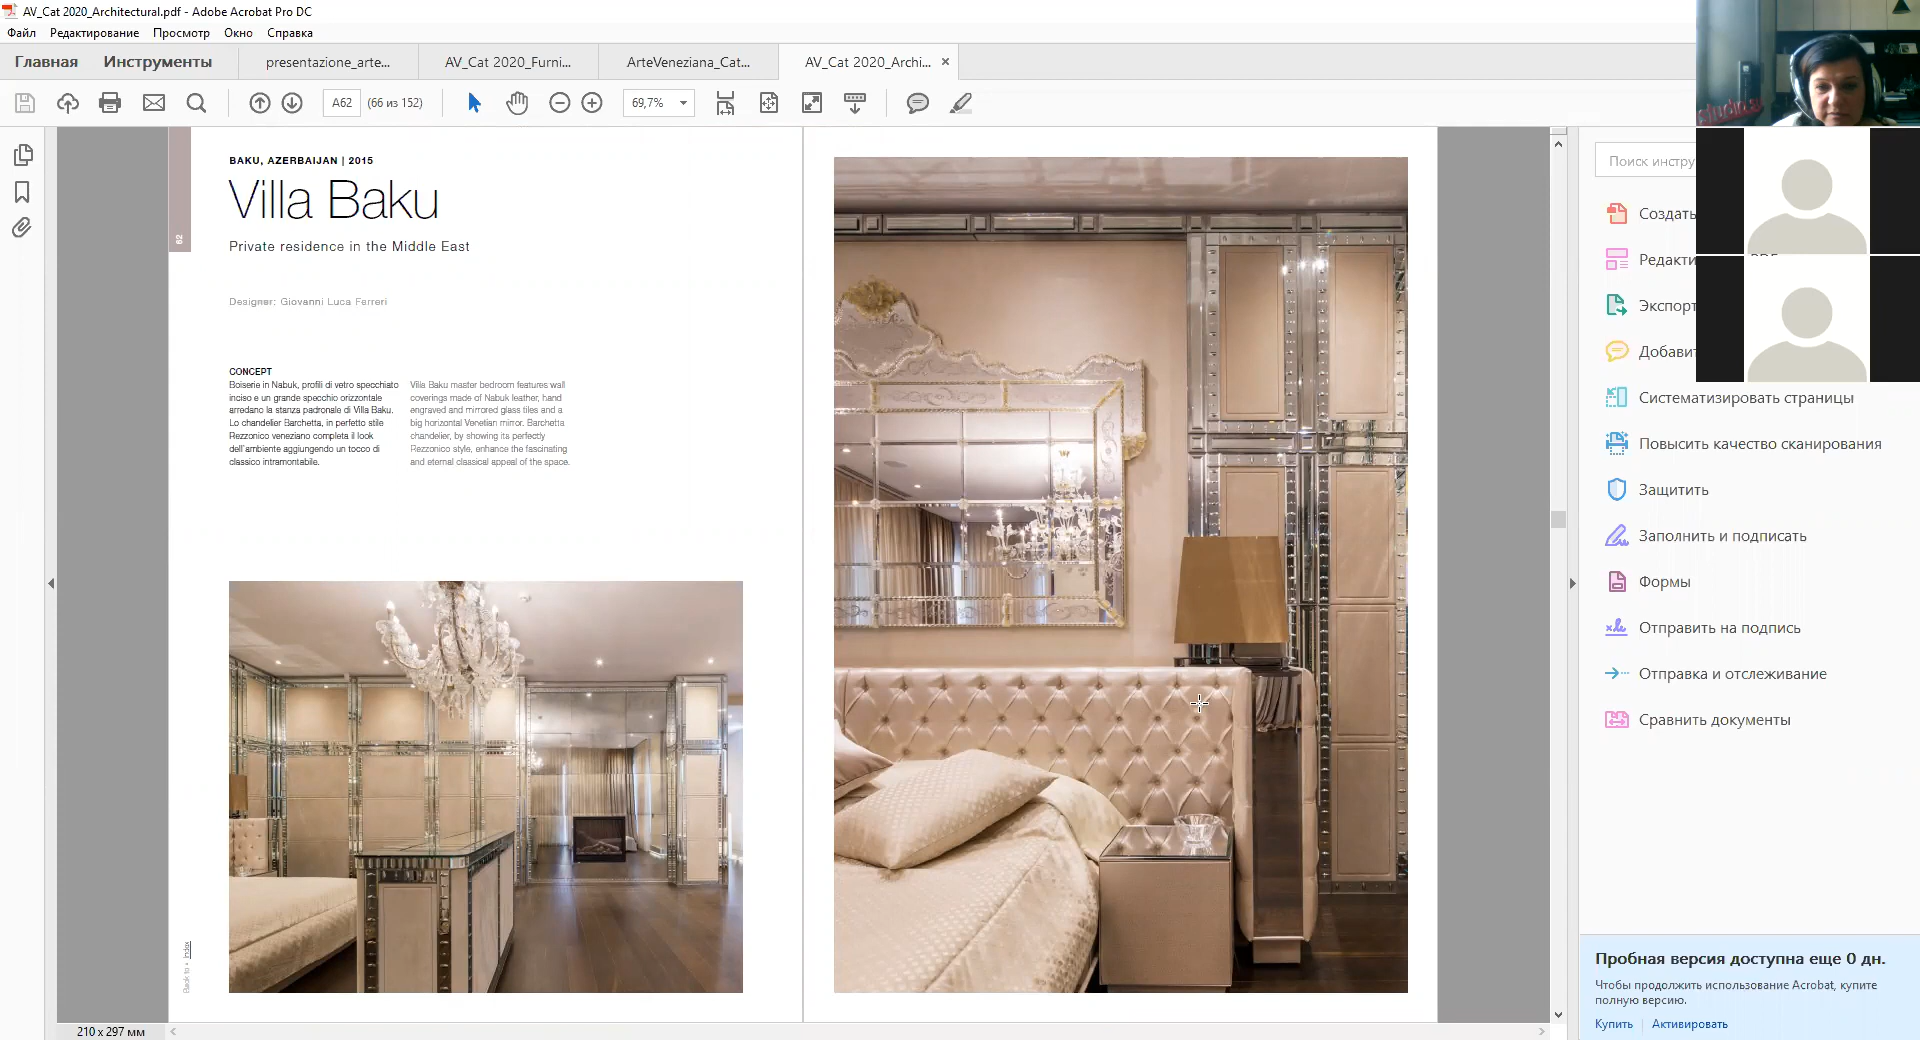 AV_Cat 2020_Architectural.pdf - Adobe Acrobat Pro DC
Файл Редактирование Просмотр Окно Справка
Главная Инструменты presentazione_arte... AV_Cat 2020_Furni... ArteVeneziana_Cat... AV_Cat 2020_Archi... ×
A62 (66 из 152) 69,7%
BAKU, AZERBAIJAN | 2015
Villa Baku
62
Private residence in the Middle East
Designer: Giovanni Luca Ferreri
CONCEPT
Boiserie in Nabuk, profili di vetro specchiato
inciso e un grande specchio orizzontale
arredano la stanza padronale di Villa Baku.
Lo chandelier Barchetta, in perfetto stile
Rezzonico veneziano completa il look
dell'ambiente aggiungendo un tocco di
classico intramontabile.
Villa Baku master bedroom features wall
coverings made of Nabuk leather, hand
engraved and mirrored glass tiles and a
big horizontal Venetian mirror. Barchetta
chandelier, by showing its perfectly
Rezzonico style, enhance the fascinating
and eternal classical appeal of the space.
Back to • Index
210 x 297 мм
Поиск инстру
Создать
Редакти
Экспорт
Добавит
Систематизировать страницы
Повысить качество сканирования
Защитить
Заполнить и подписать
Формы
Отправить на подпись
Отправка и отслеживание
Сравнить документы
Пробная версия доступна еще 0 дн.
Чтобы продолжить использование Acrobat, купите
полную версию.
Купить Активировать